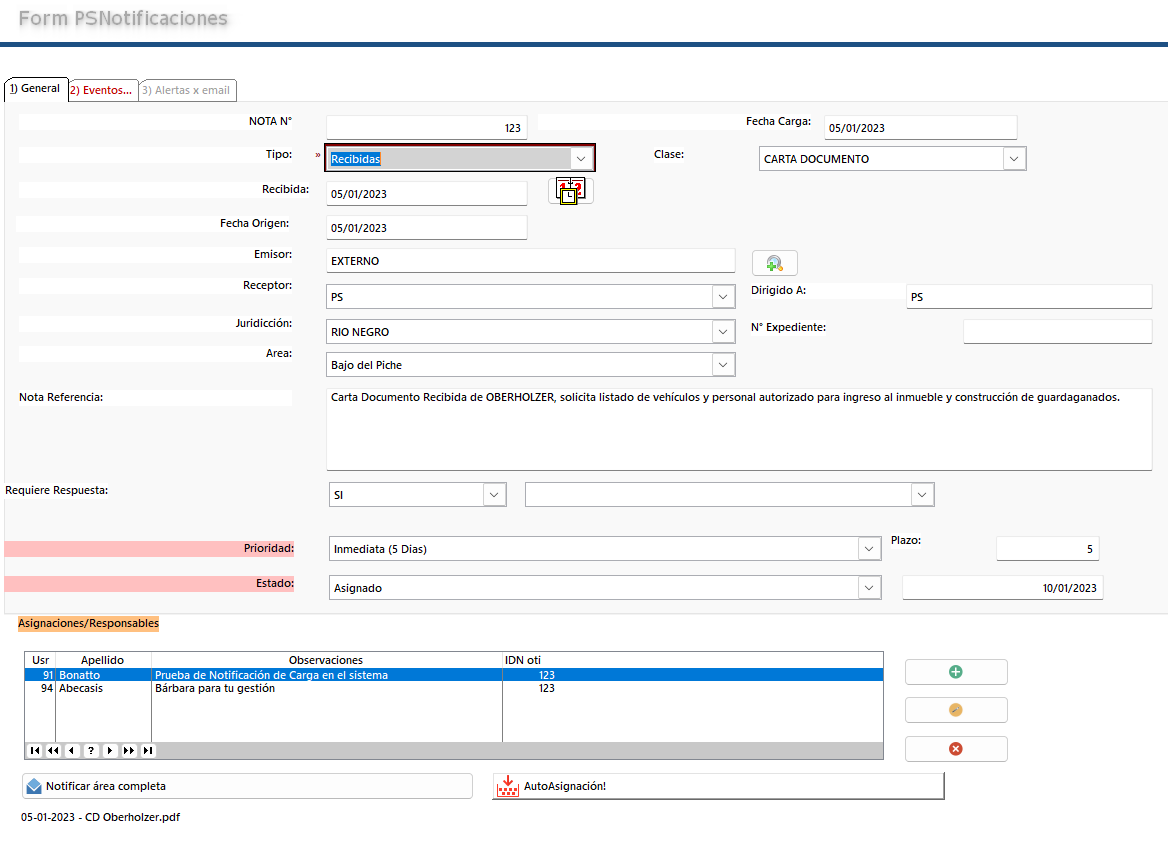 Form PSNotificaciones
1) General 2) Eventos... 3) Alertas x email
NOTA N° 123 Fecha Carga: 05/01/2023
Tipo: » Recibidas Clase: CARTA DOCUMENTO
Recibida: 05/01/2023
Fecha Origen: 05/01/2023
Emisor: EXTERNO
Receptor: PS Dirigido A: PS
Juridicción: RIO NEGRO N° Expediente:
Area: Bajo del Piche
Nota Referencia: Carta Documento Recibida de OBERHOLZER, solicita listado de vehículos y personal autorizado para ingreso al inmueble y construcción de guardaganados.
Requiere Respuesta: SI
Prioridad: Inmediata (5 Dias) Plazo: 5
Estado: Asignado 10/01/2023
Asignaciones/Responsables
Usr Apellido Observaciones IDN oti
91 Bonatto Prueba de Notificación de Carga en el sistema 123
94 Abecasis Bárbara para tu gestión 123
?
Notificar área completa AutoAsignación!
05-01-2023 - CD Oberholzer.pdf